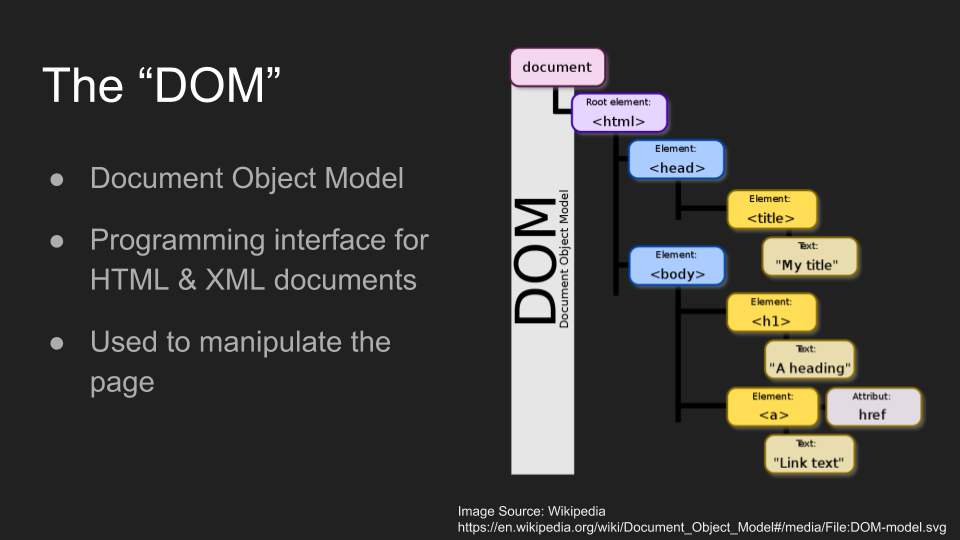 The “DOM”
● Document Object Model
● Programming interface for
HTML & XML documents
● Used to manipulate the
page
document
Root element:
<html>
Element:
<head>
Element:
<title>
Text:
"My title"
Element:
<body>
Element:
<h1>
Text:
"A heading"
Element:
<a>
Attribut:
href
Text:
"Link text"
DOM
Document Object Model
Image Source: Wikipedia
https://en.wikipedia.org/wiki/Document_Object_Model#/media/File:DOM-model.svg